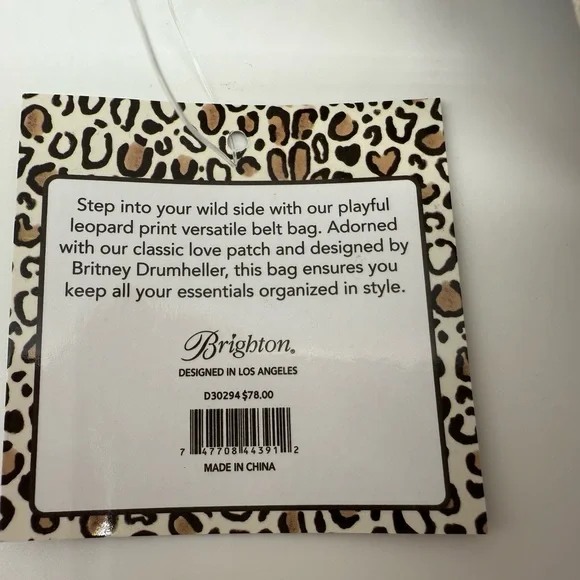 Step into your wild side with our playful
leopard print versatile belt bag. Adorned
with our classic love patch and designed by
Britney Drumheller, this bag ensures you
keep all your essentials organized in style.
Brighton®
DESIGNED IN LOS ANGELES
D30294 $78.00
7 47708 44391 2
MADE IN CHINA